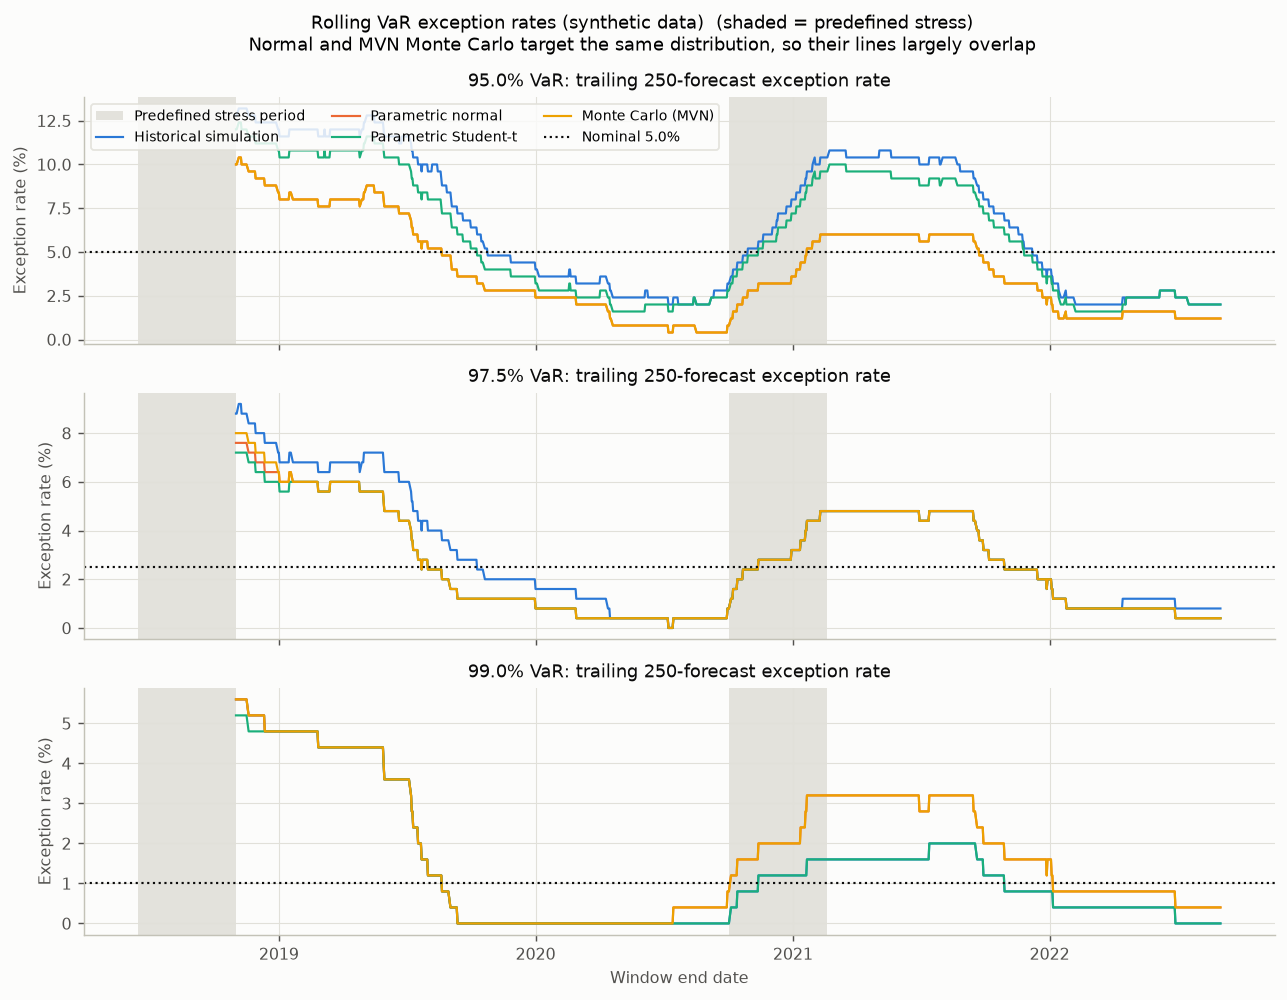 Rolling VaR exception rates (synthetic data)  (shaded = predefined stress)
Normal and MVN Monte Carlo target the same distribution, so their lines largely overlap
95.0% VaR: trailing 250-forecast exception rate
Predefined stress period
Historical simulation
Parametric normal
Parametric Student-t
Monte Carlo (MVN)
Nominal 5.0%
Exception rate (%)
12.5
10.0
7.5
5.0
2.5
0.0
97.5% VaR: trailing 250-forecast exception rate
Exception rate (%)
8
6
4
2
0
99.0% VaR: trailing 250-forecast exception rate
Exception rate (%)
5
4
3
2
1
0
2019
2020
2021
2022
Window end date